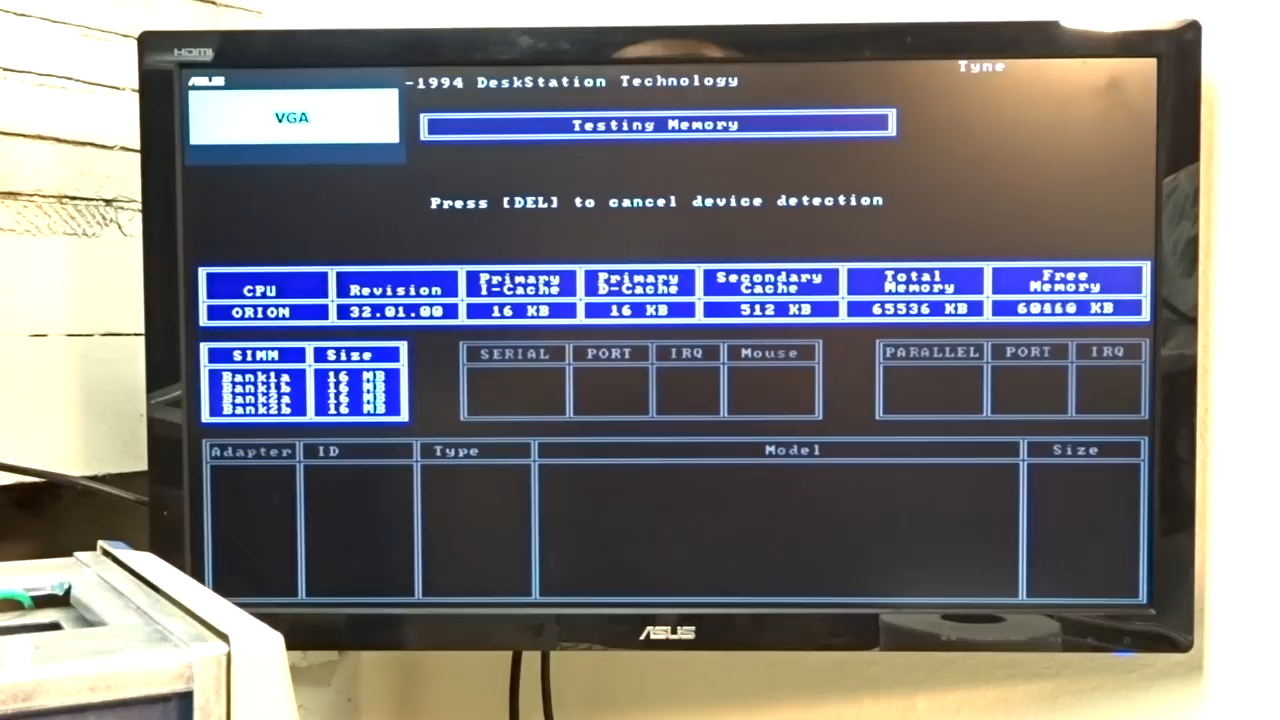 HDMI
ASUS
-1994 DeskStation Technology
Tyne
VGA
Testing Memory
Press [DEL] to cancel device detection
CPU Revision Primary I-Cache Primary D-Cache Secondary Cache Total Memory Free Memory
ORION 32.01.00 16 KB 16 KB 512 KB 65536 KB KB
SIMM Size
Bank1a 16 MB
Bank1b 16 MB
Bank2a 16 MB
Bank2b 16 MB
SERIAL PORT IRQ Mouse
PARALLEL PORT IRQ
Adapter ID Type Model Size
ASUS